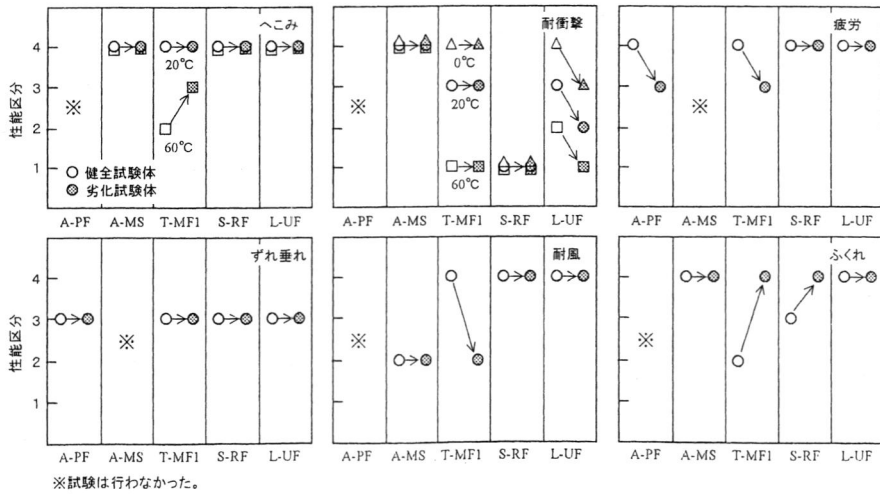 へこみ
性能区分
4
3
2
1
20℃
60℃
※
○ 健全試験体
劣化試験体
A-PF A-MS T-MF1 S-RF L-UF
耐衝撃
0℃
20℃
60℃
※
A-PF A-MS T-MF1 S-RF L-UF
疲労
※
A-PF A-MS T-MF1 S-RF L-UF
ずれ垂れ
性能区分
4
3
2
1
※
A-PF A-MS T-MF1 S-RF L-UF
耐風
※
A-PF A-MS T-MF1 S-RF L-UF
ふくれ
※
A-PF A-MS T-MF1 S-RF L-UF
※試験は行わなかった。